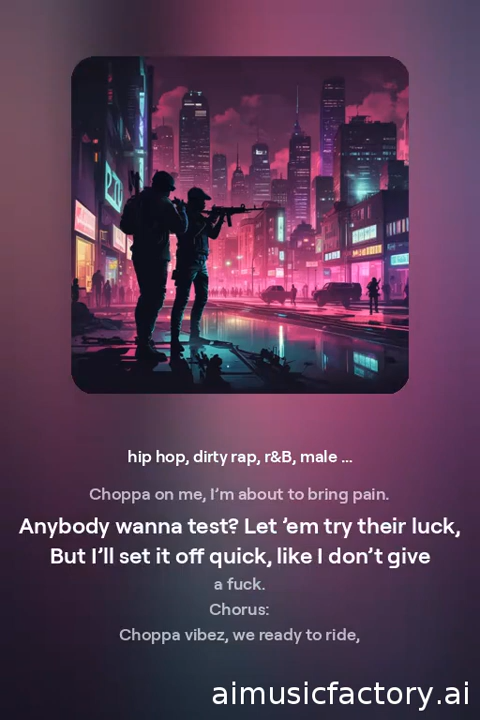 hip hop, dirty rap, r&B, male ...
Choppa on me, I’m about to bring pain.
Anybody wanna test? Let ’em try their luck,
But I’ll set it off quick, like I don’t give
a fuck.
Chorus:
Choppa vibez, we ready to ride,
aimusicfactory.ai